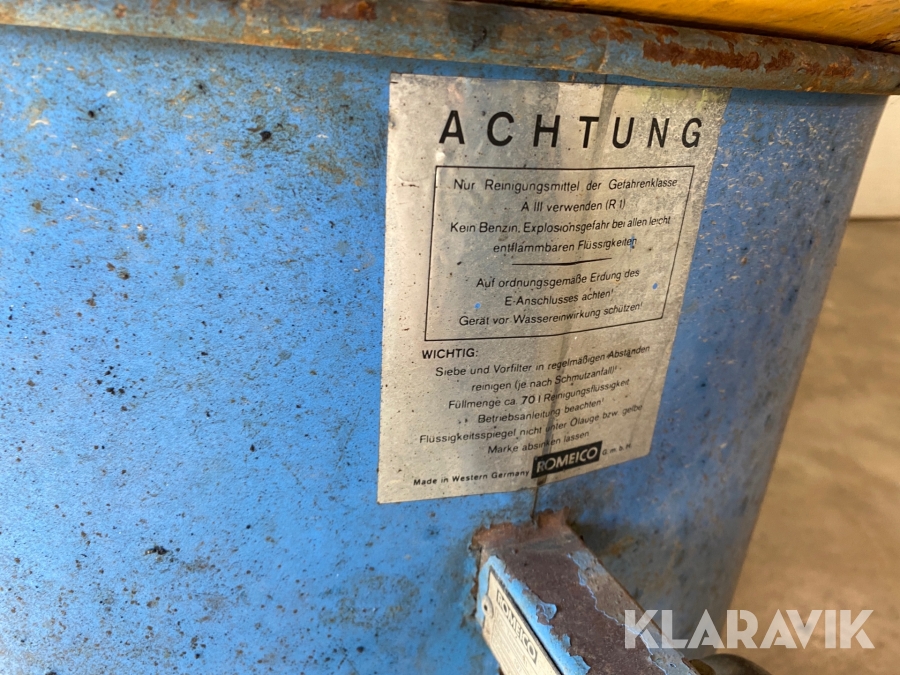 ACHTUNG
Nur Reinigungsmittel der Gefahrenklasse
A III verwenden (R1)
Kein Benzin, Explosionsgefahr bei allen leicht
entflammbaren Flüssigkeiten
Auf ordnungsgemäße Erdung des
E-Anschlusses achten!
Gerät vor Wassereinwirkung schützen!
WICHTIG:
Siebe und Vorfilter in regelmäßigen Abständen
reinigen (je nach Schmutzanfall)!
Füllmenge ca. 70 l Reinigungsflüssigkeit
Betriebsanleitung beachten!
Flüssigkeitsspiegel nicht unter Ölauge bzw. gelbe
Marke absinken lassen.
Made in Western Germany ROMEICO G.m.b.H.
ROMEICO
KLARAVIK